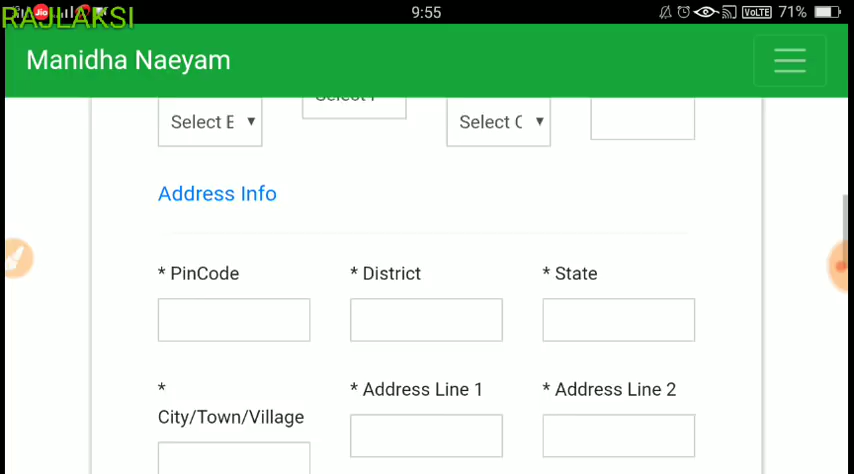 RAJLAKSI
9:55
VoLTE 71%
Manidha Naeyam
Select E
Select C
Address Info
* PinCode
* District
* State
* City/Town/Village
* Address Line 1
* Address Line 2